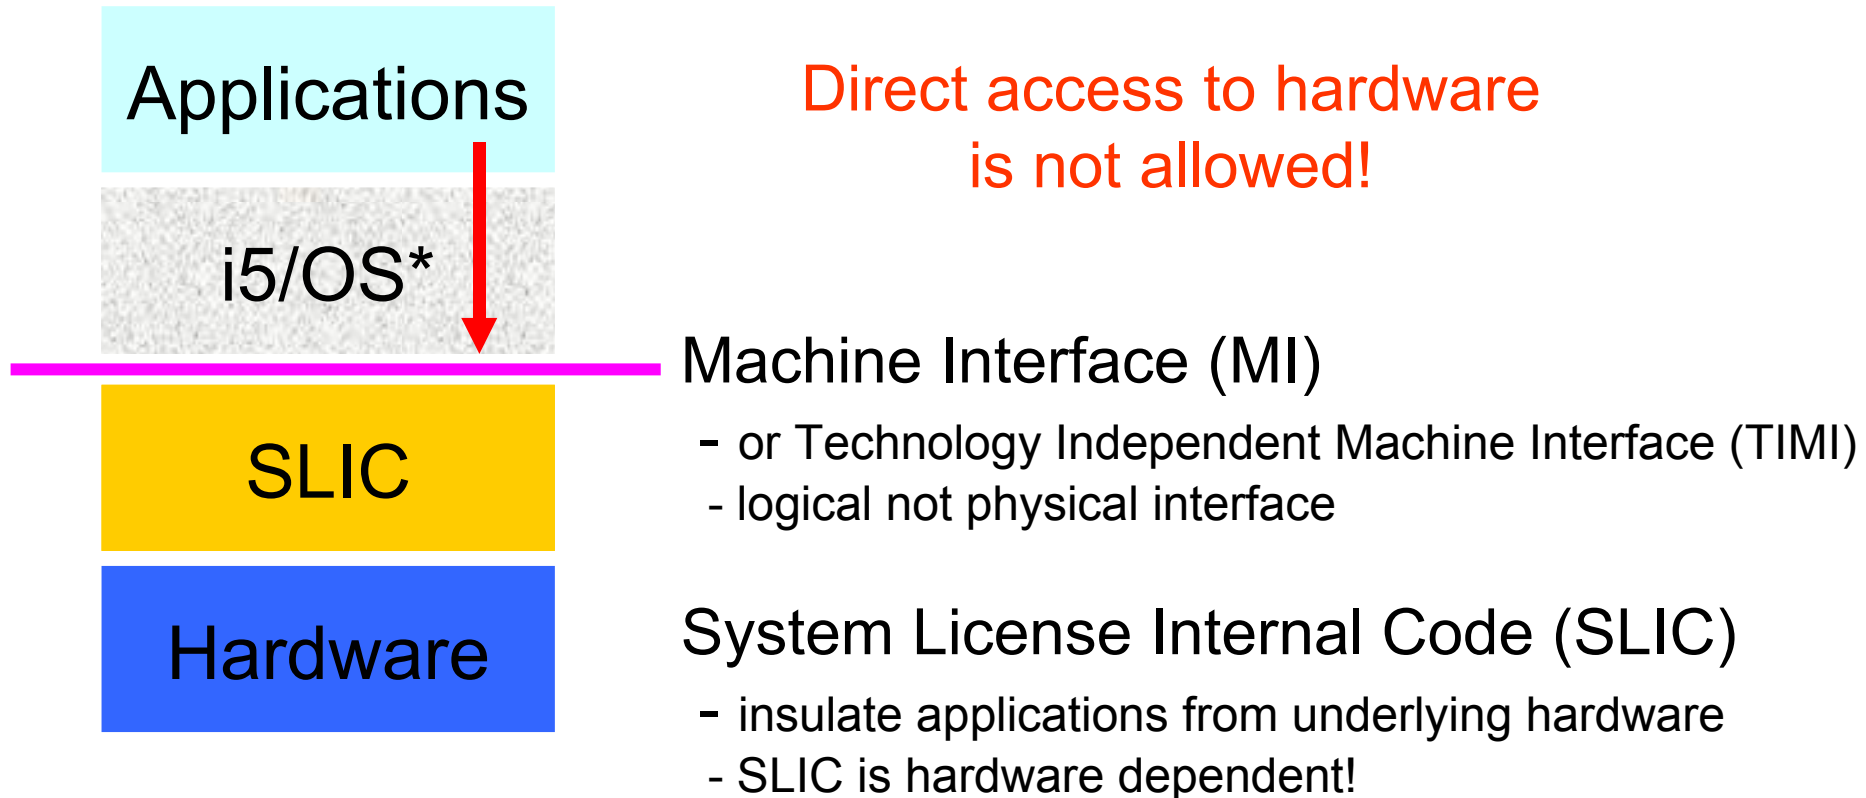 Applications
i5/OS*
SLIC
Hardware
Direct access to hardware
is not allowed!
Machine Interface (MI)
- or Technology Independent Machine Interface (TIMI)
- logical not physical interface
System License Internal Code (SLIC)
- insulate applications from underlying hardware
- SLIC is hardware dependent!